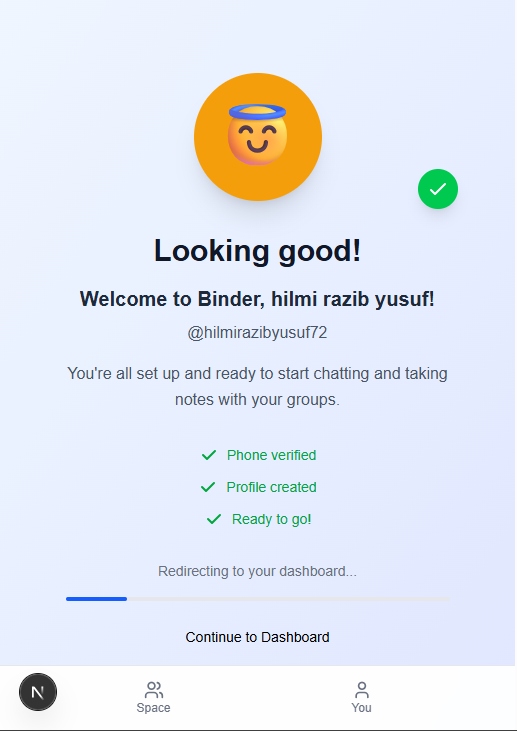 Looking good!
Welcome to Binder, hilmi razib yusuf!
@hilmirazibyusuf72
You're all set up and ready to start chatting and taking
notes with your groups.
Phone verified
Profile created
Ready to go!
Redirecting to your dashboard...
Continue to Dashboard
N
Space
You